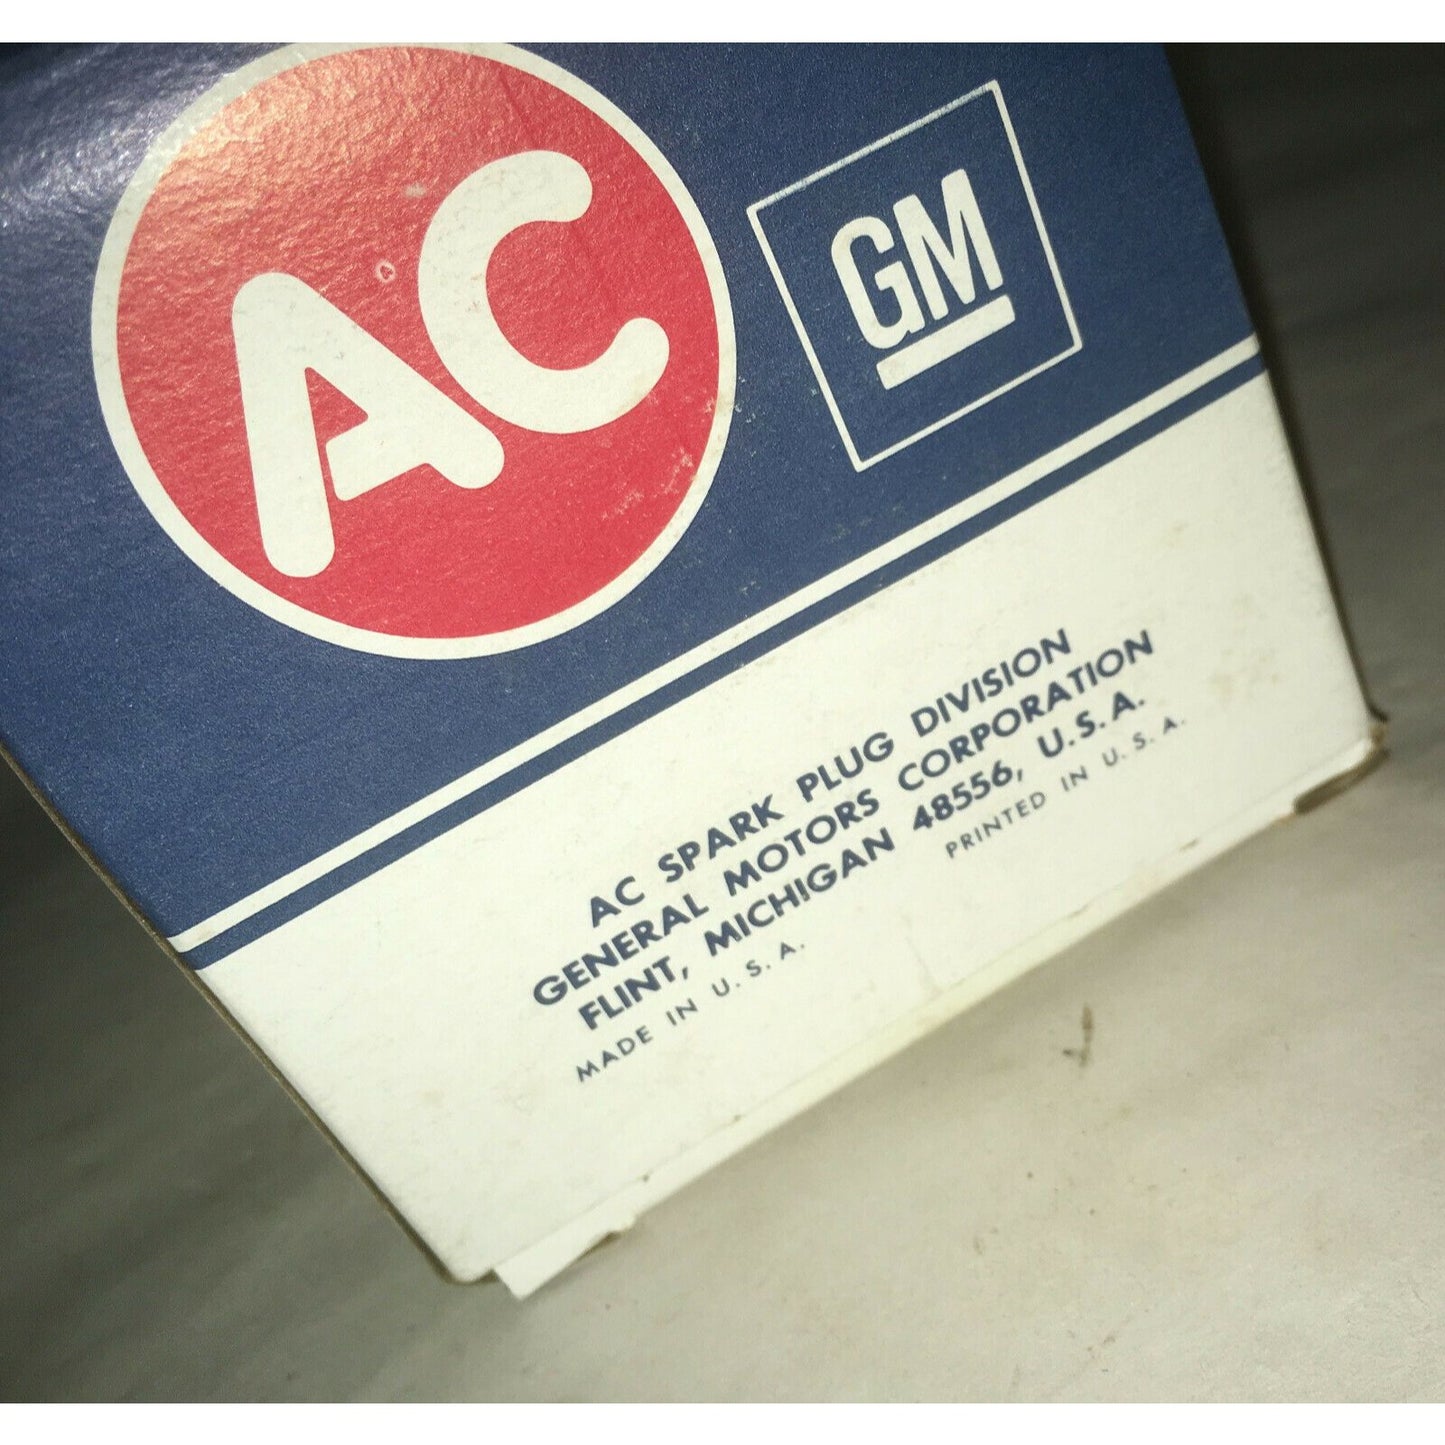 AC
GM
AC SPARK PLUG DIVISION
GENERAL MOTORS CORPORATION
FLINT, MICHIGAN 48556, U.S.A.
MADE IN U.S.A.
PRINTED IN U.S.A.